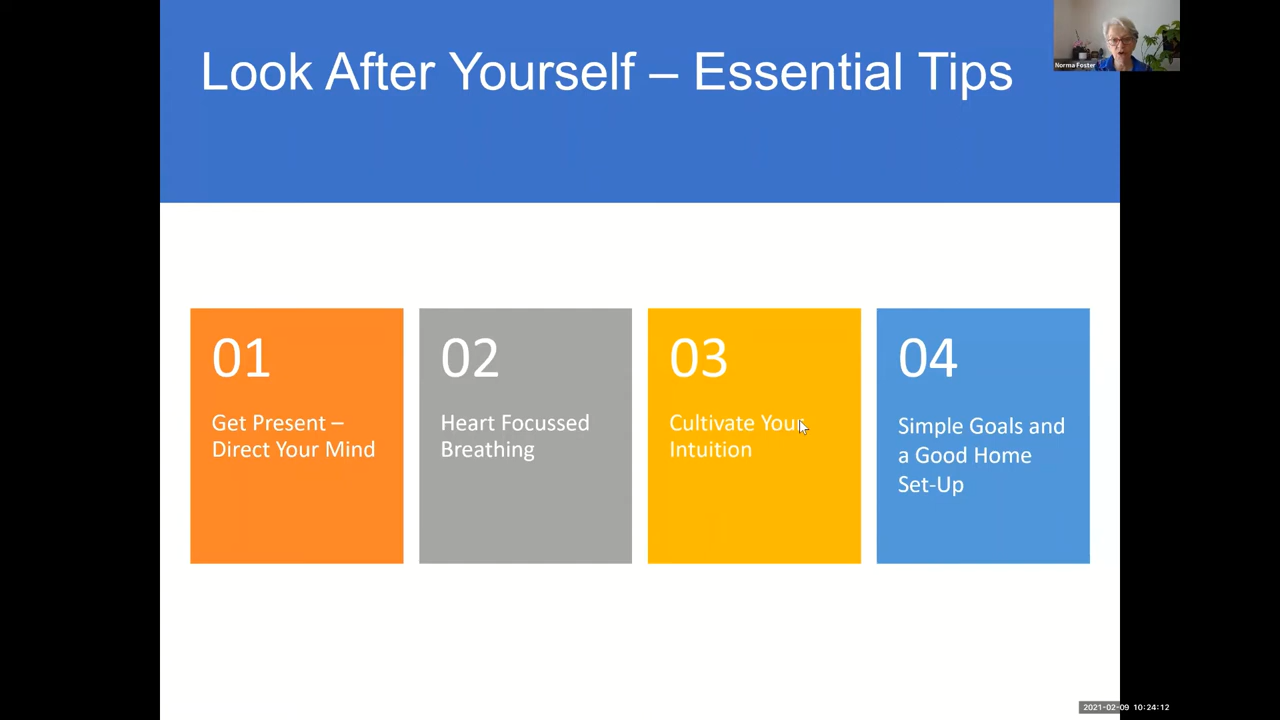 Look After Yourself – Essential Tips
Norma Foster
01
Get Present –
Direct Your Mind
02
Heart Focussed
Breathing
03
Cultivate Your
Intuition
04
Simple Goals and
a Good Home
Set-Up
2021-02-09 10:24:12